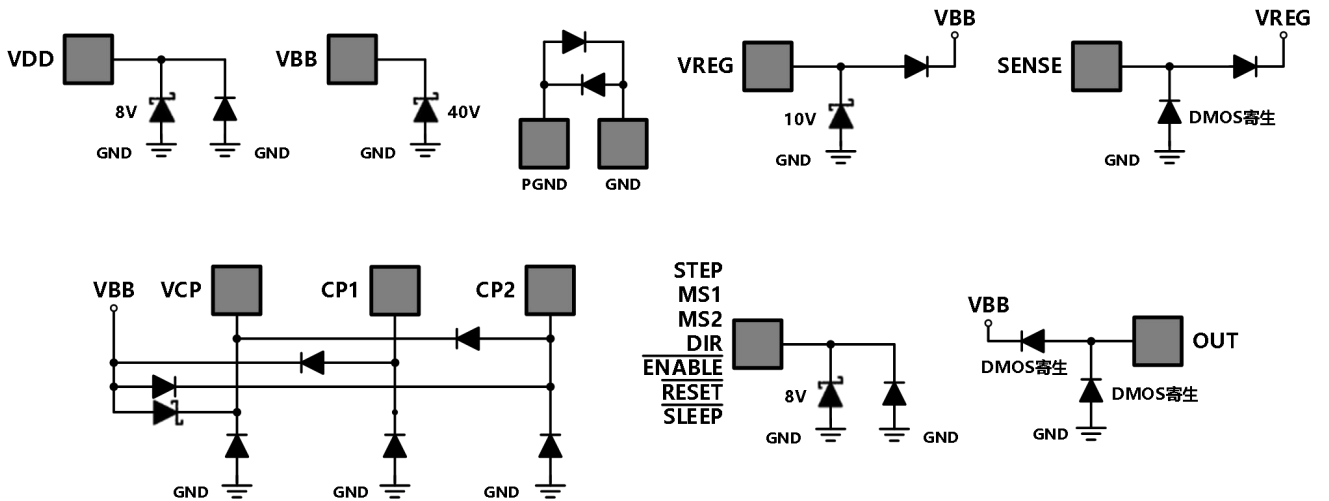 VDD
8V
GND
GND
VBB
40V
GND
PGND
GND
VREG
VBB
10V
GND
SENSE
VREG
DMOS寄生
GND
VBB
VCP
CP1
CP2
GND
GND
GND
STEP
MS1
MS2
DIR
ENABLE
RESET
SLEEP
8V
GND
GND
VBB
OUT
DMOS寄生
DMOS寄生
GND